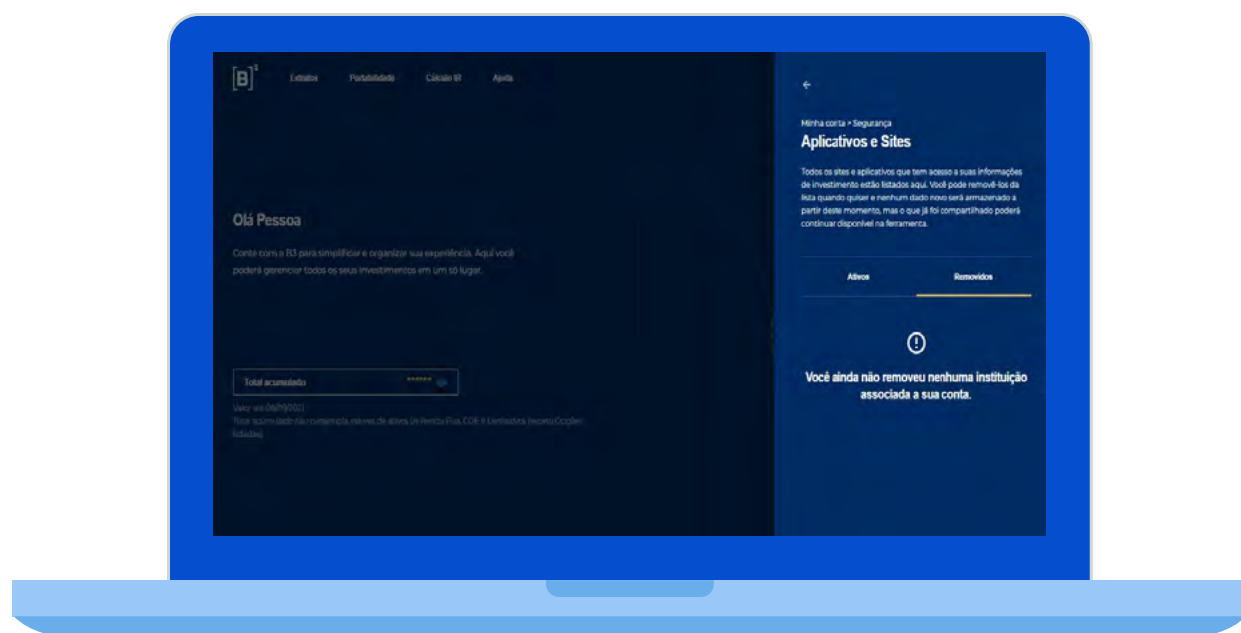 [B]³
Extratos Portabilidade Cálculo IR Ajuda
Olá Pessoa
Conte com a B3 para simplificar e organizar sua experiência. Aqui você
poderá gerenciar todos os seus investimentos em um só lugar.
Total acumulado ******
Minha conta > Segurança
Aplicativos e Sites
Todos os sites e aplicativos que tem acesso a suas informações
de investimento estão listados aqui. Você pode removê-los da
lista quando quiser e nenhum dado novo será armazenado a
partir deste momento, mas o que já foi compartilhado poderá
continuar disponível na ferramenta.
Ativos Removidos
Você ainda não removeu nenhuma instituição
associada a sua conta.